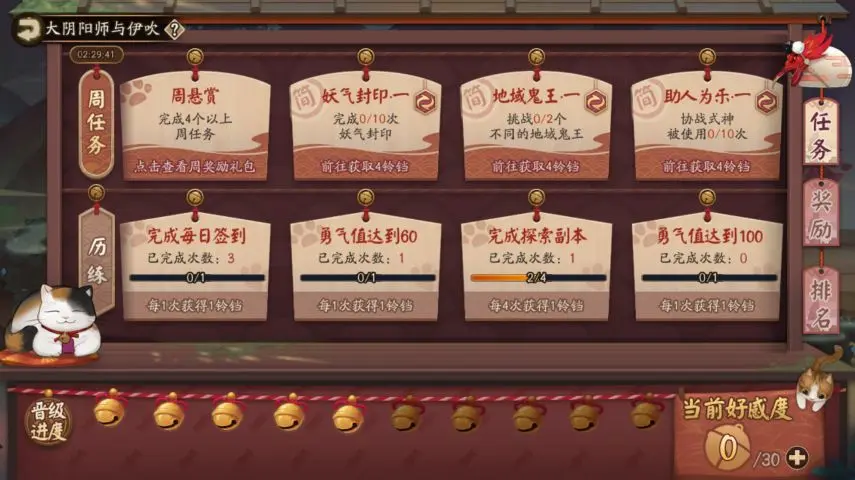 大阴阳师与伊吹 ?
02:29:41
周任务
周悬赏
完成4个以上
周任务
点击查看周奖励礼包
简
妖气封印·一
完成0/10次
妖气封印
前往获取4铃铛
简
地域鬼王·一
挑战0/2个
不同的地域鬼王
前往获取4铃铛
简
助人为乐·一
协战式神
被使用0/10次
前往获取4铃铛
任务
奖励
排名
历练
完成每日签到
已完成次数：3
0/1
每1次获得1铃铛
勇气值达到60
已完成次数：1
0/1
每1次获得1铃铛
完成探索副本
已完成次数：1
2/4
每4次获得1铃铛
勇气值达到100
已完成次数：0
0/1
每1次获得1铃铛
晋级
进度
当前好感度
0/30